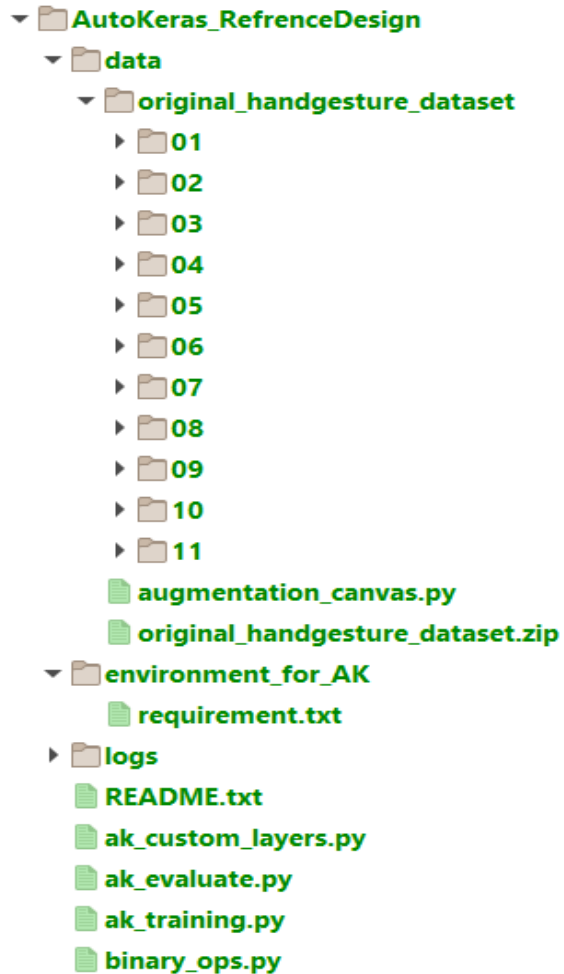 AutoKeras_RefrenceDesign
data
original_handgesture_dataset
01
02
03
04
05
06
07
08
09
10
11
augmentation_canvas.py
original_handgesture_dataset.zip
environment_for_AK
requirement.txt
logs
README.txt
ak_custom_layers.py
ak_evaluate.py
ak_training.py
binary_ops.py